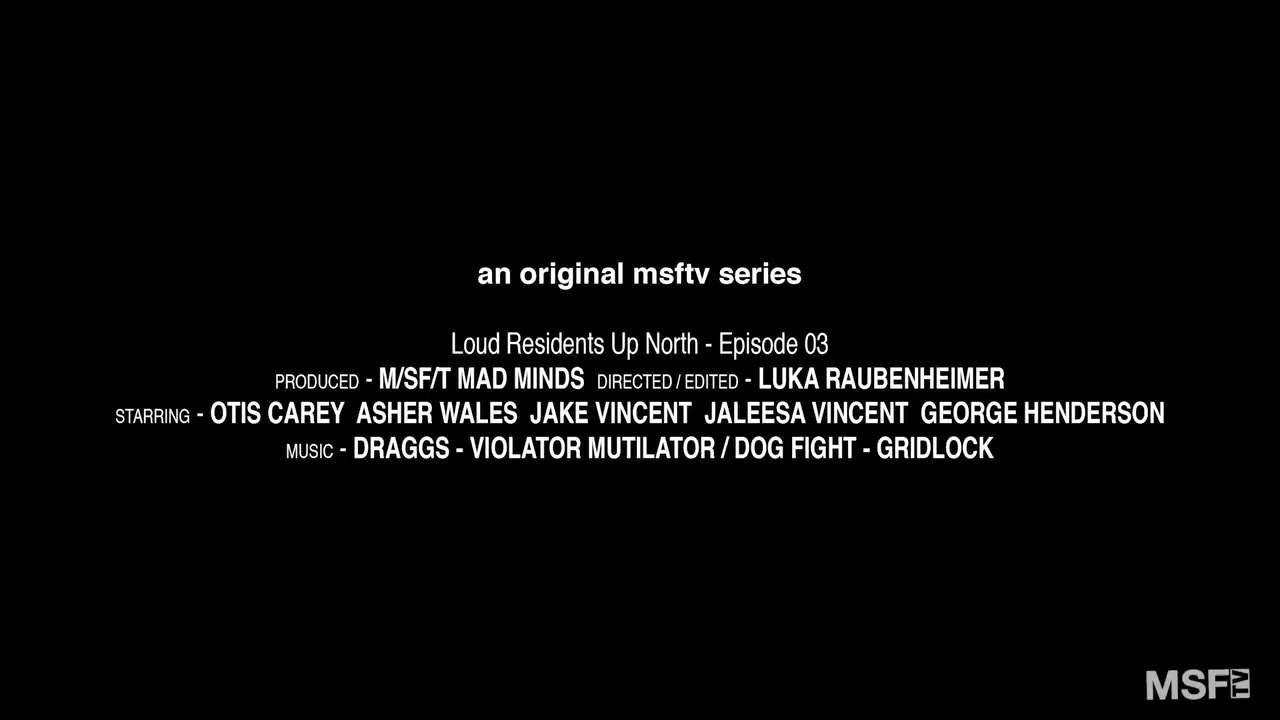 an original msftv series
Loud Residents Up North - Episode 03
PRODUCED - M/SF/T MAD MINDS DIRECTED / EDITED - LUKA RAUBENHEIMER
STARRING - OTIS CAREY ASHER WALES JAKE VINCENT JALEESA VINCENT GEORGE HENDERSON
MUSIC - DRAGGS - VIOLATOR MUTILATOR / DOG FIGHT - GRIDLOCK
MSFTV